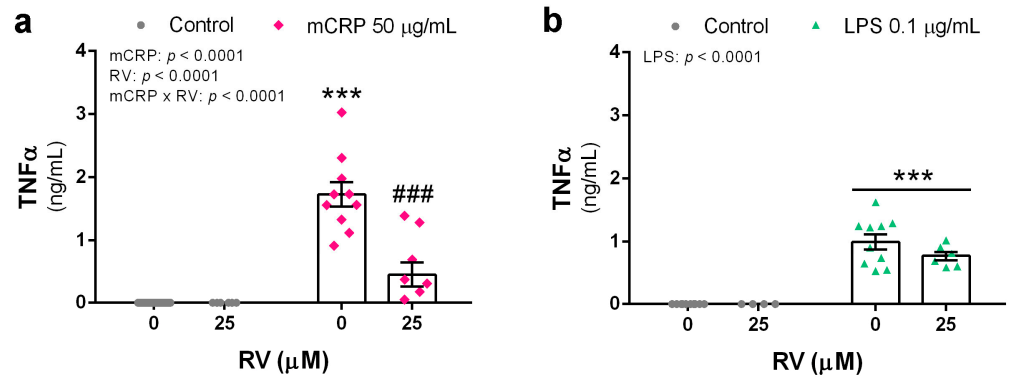 a
Control
mCRP 50 μg/mL
mCRP: p < 0.0001
RV: p < 0.0001
mCRP x RV: p < 0.0001
TNFα
(ng/mL)
4
3
2
1
0
***
###
0
25
0
25
RV (μM)
b
Control
LPS 0.1 μg/mL
LPS: p < 0.0001
TNFα
(ng/mL)
4
3
2
1
0
***
0
25
0
25
RV (μM)